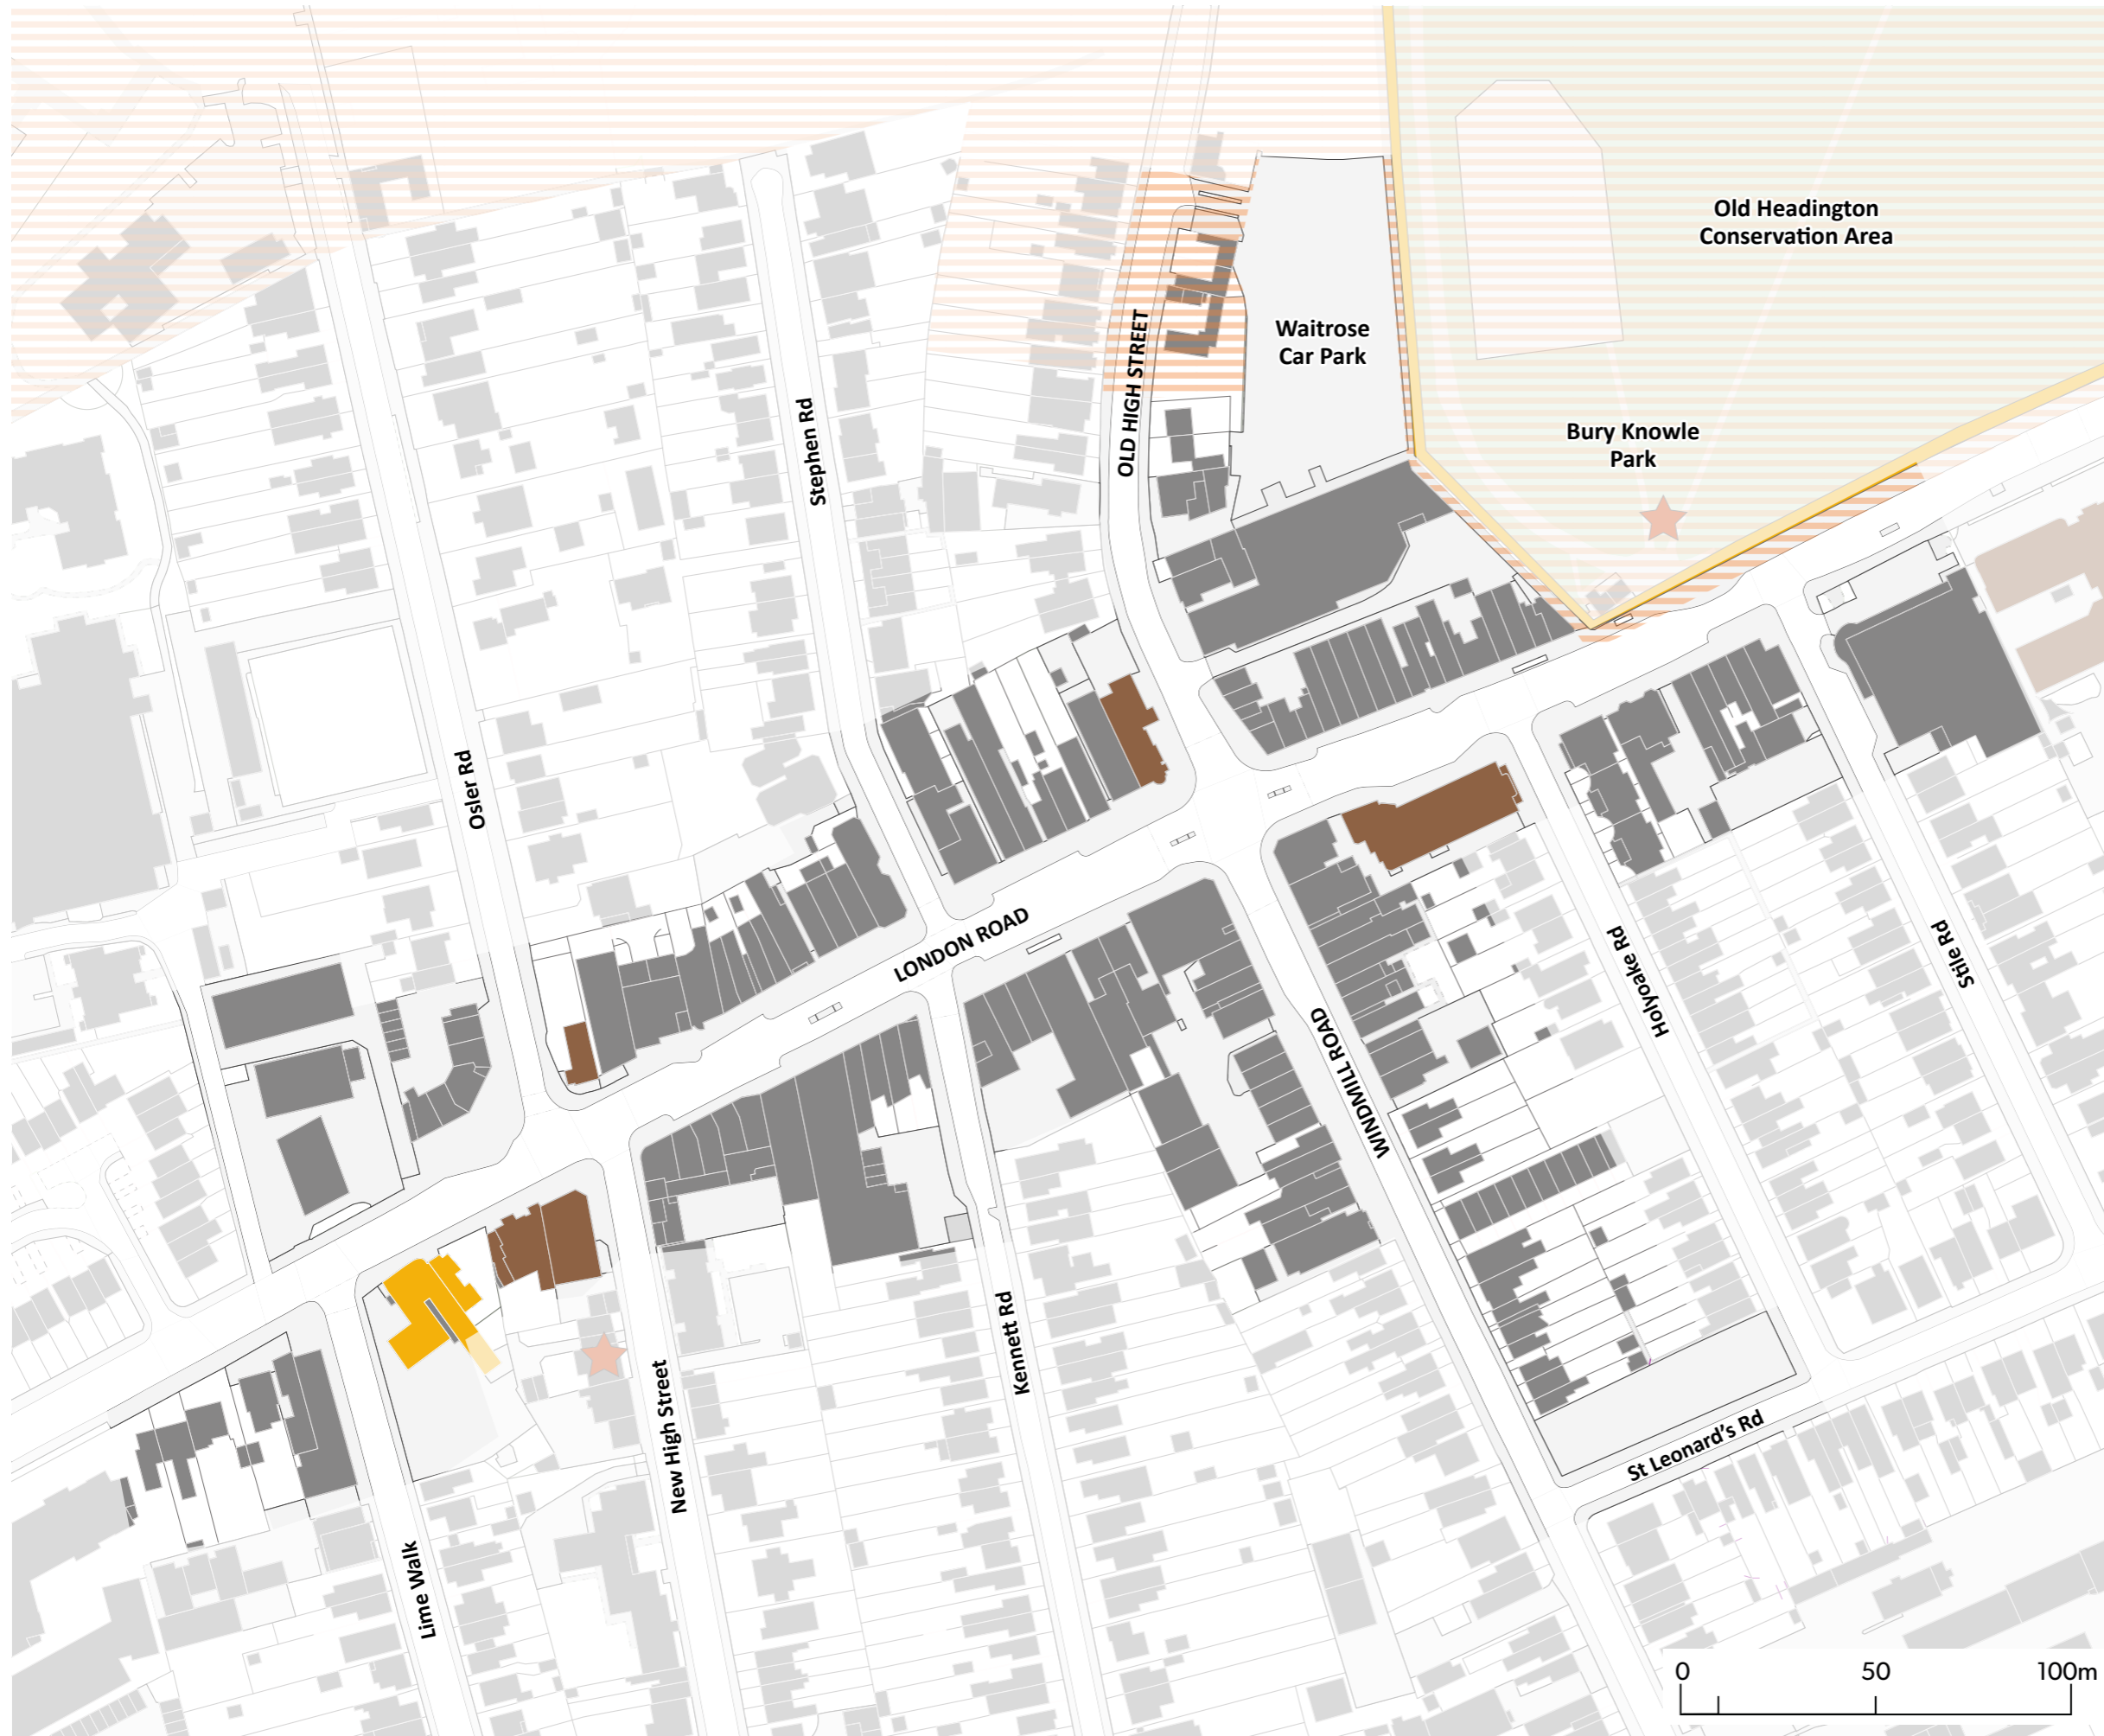 Old Headington
Conservation Area
Waitrose
Car Park
OLD HIGH STREET
Bury Knowle
Park
Stephen Rd
Osler Rd
LONDON ROAD
Holyoake Rd
Stile Rd
WINDMILL ROAD
Kennett Rd
New High Street
St Leonard's Rd
Lime Walk
0 50 100m